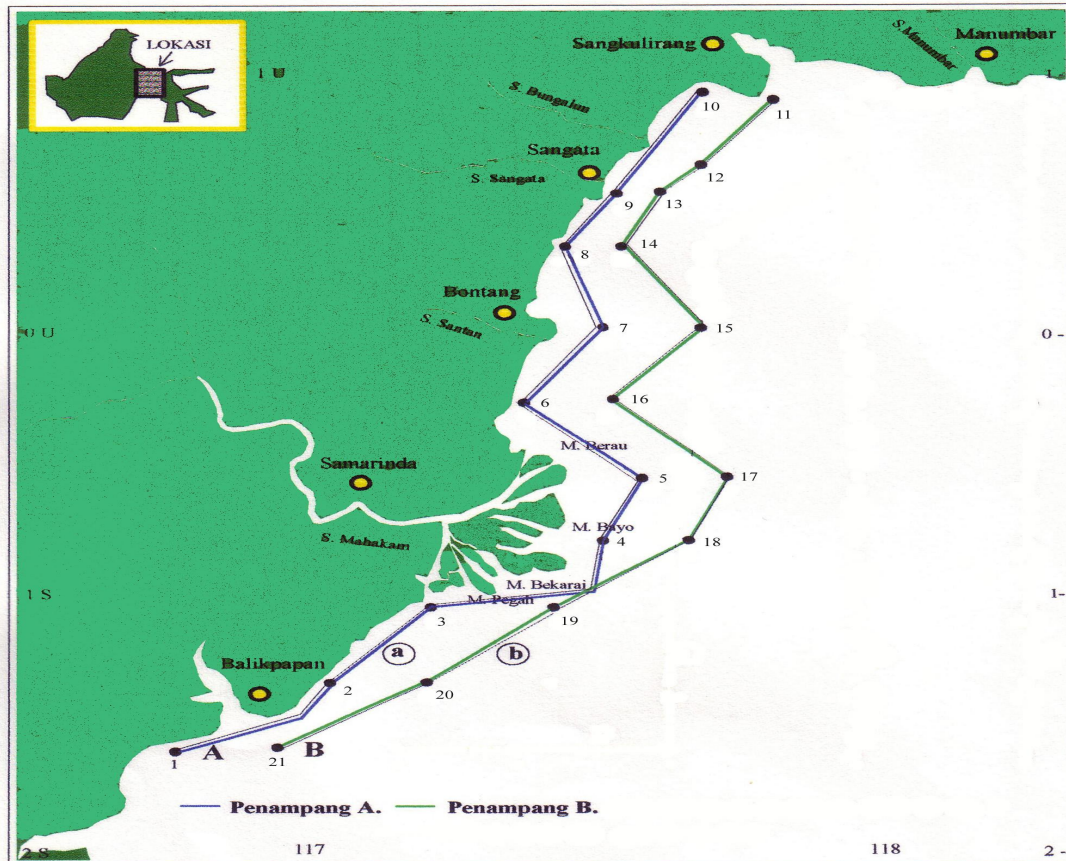 LOKASI
1 U
Sangkulirang
S.Manumbar
Manumbar
1-
S. Bungalun
10
11
Sangata
S. Sangata
12
9
13
8
14
Bontang
S. Santan
7
15
0 U
0-
6
16
M. Berau
Samarinda
5
17
M. Bayo
4
18
S. Mahakam
M. Bekarai
1 S
M. Pegah
1-
3
19
a
b
Balikpapan
2
20
A
B
1
21
Penampang A.
Penampang B.
2 S
117
118
2-